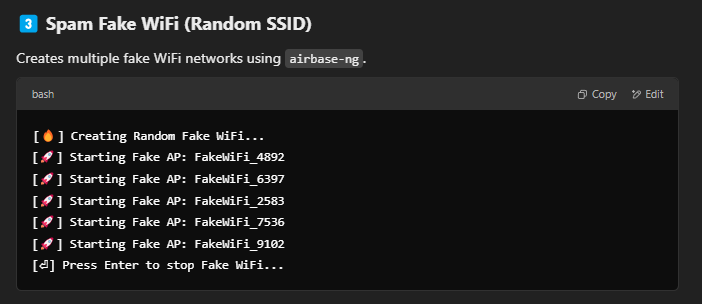 3 Spam Fake WiFi (Random SSID)
Creates multiple fake WiFi networks using airbase-ng.
bash Copy Edit
[🔥] Creating Random Fake WiFi...
[🚀] Starting Fake AP: FakeWiFi_4892
[🚀] Starting Fake AP: FakeWiFi_6397
[🚀] Starting Fake AP: FakeWiFi_2583
[🚀] Starting Fake AP: FakeWiFi_7536
[🚀] Starting Fake AP: FakeWiFi_9102
[⏎] Press Enter to stop Fake WiFi...